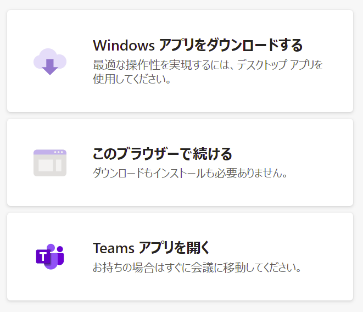 Windows アプリをダウンロードする
最適な操作性を実現するには、デスクトップ アプリを
使用してください。
このブラウザーで続ける
ダウンロードもインストールも必要ありません。
T
Teams アプリを開く
お持ちの場合はすぐに会議に移動してください。